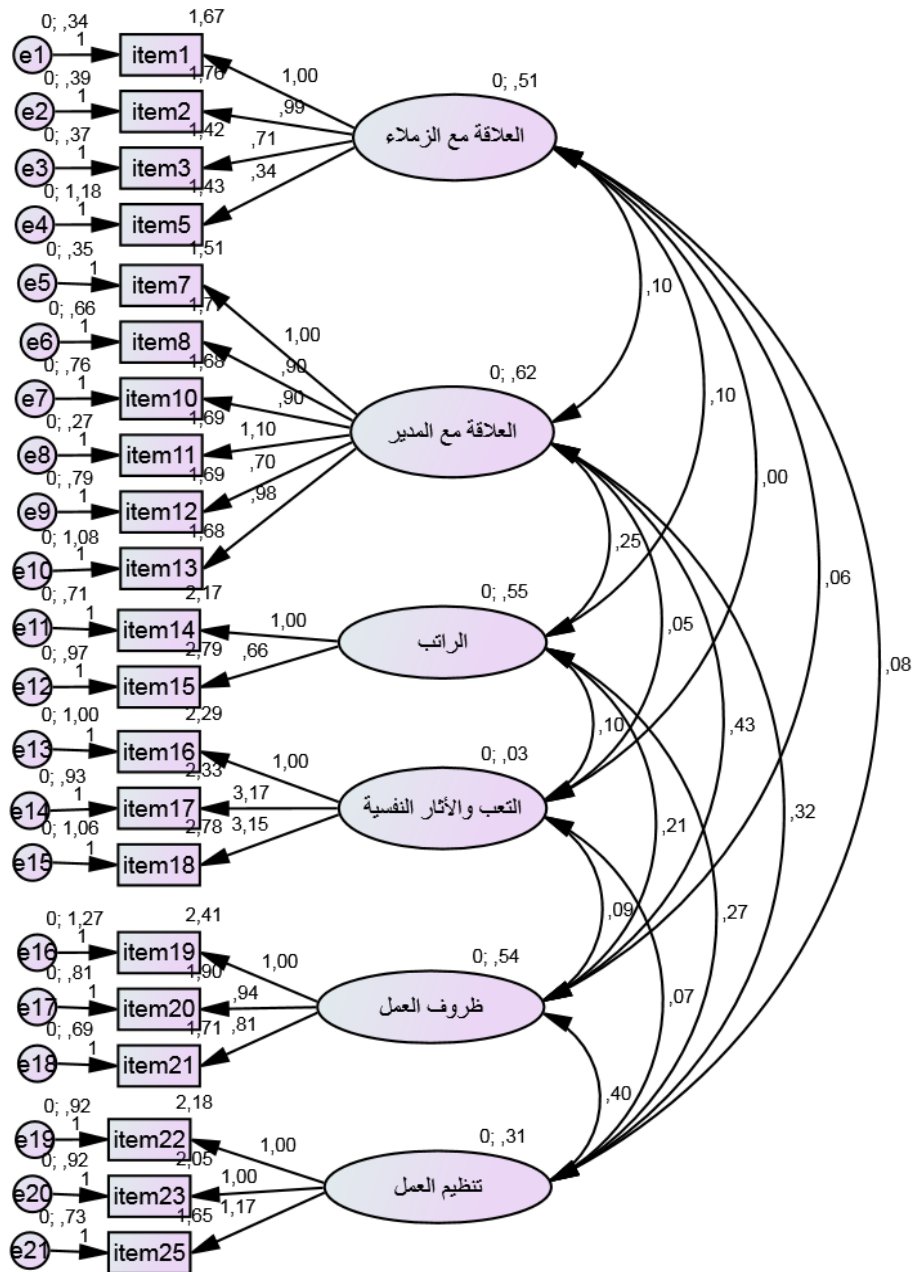 0; ,34
1,67
e1
1
item1
1,00
0; ,39
1,76
e2
1
item2
,99
0; ,51
العلاقة مع الزملاء
0; ,37
1,42
e3
1
item3
,71
0; 1,18
1,43
e4
1
item5
,34
0; ,35
1,51
e5
1
item7
1,00
,10
0; ,66
e6
1
item8
,90
0; ,76
1,68
e7
1
item10
,90
0; ,62
العلاقة مع المدير
,10
0; ,27
1,69
e8
1
item11
1,10
0; ,79
1,69
e9
1
item12
,70
,00
0; 1,08
1,68
e10
1
item13
,98
,25
,06
0; ,71
2,17
e11
1
item14
1,00
0; ,55
الراتب
,05
0; ,97
2,79
e12
1
item15
,66
,08
0; 1,00
2,29
e13
1
item16
1,00
,10
,43
0; ,93
2,33
e14
1
item17
3,17
0; ,03
التعب والأثار النفسية
,21
,32
0; 1,06
2,78
e15
1
item18
3,15
0; 1,27
2,41
e16
1
item19
1,00
,09
,27
0; ,81
1,90
e17
1
item20
,94
0; ,54
ظروف العمل
,07
0; ,69
1,71
e18
1
item21
,81
0; ,92
2,18
e19
1
item22
1,00
,40
0; ,92
2,05
e20
1
item23
1,00
0; ,31
تنظيم العمل
0; ,73
1,65
e21
1
item25
1,17